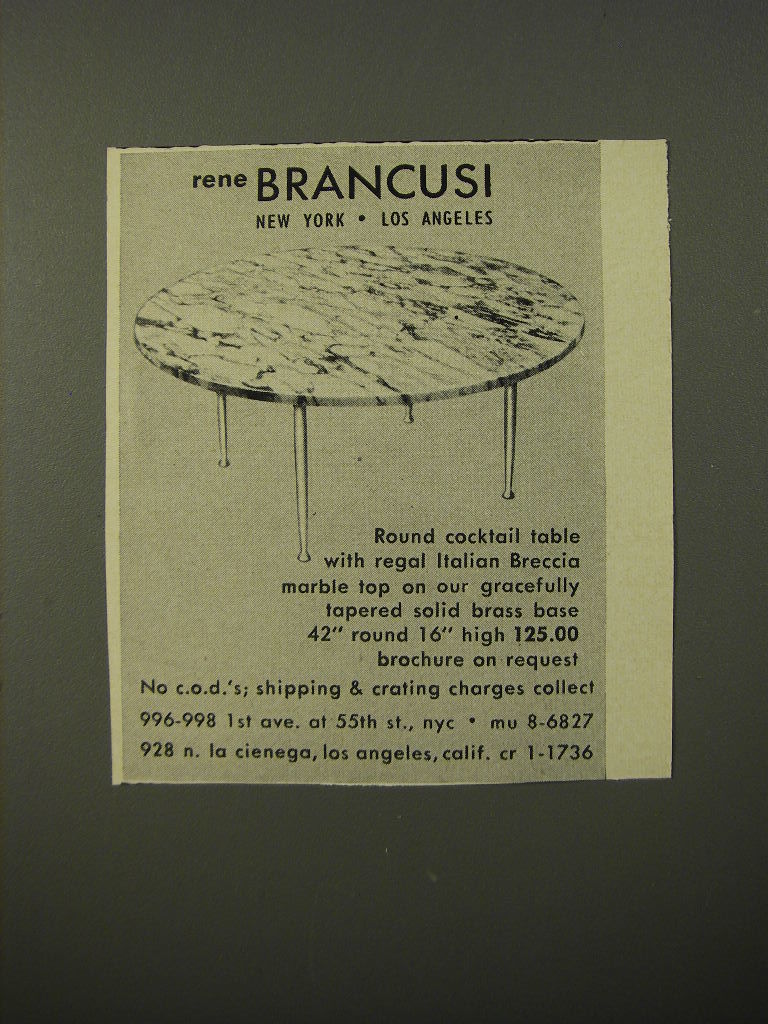 rene BRANCUSI
NEW YORK • LOS ANGELES
Round cocktail table
with regal Italian Breccia
marble top on our gracefully
tapered solid brass base
42" round 16" high 125.00
brochure on request
No c.o.d.'s; shipping & crating charges collect
996-998 1st ave. at 55th st., nyc • mu 8-6827
928 n. la cienega, los angeles, calif. cr 1-1736